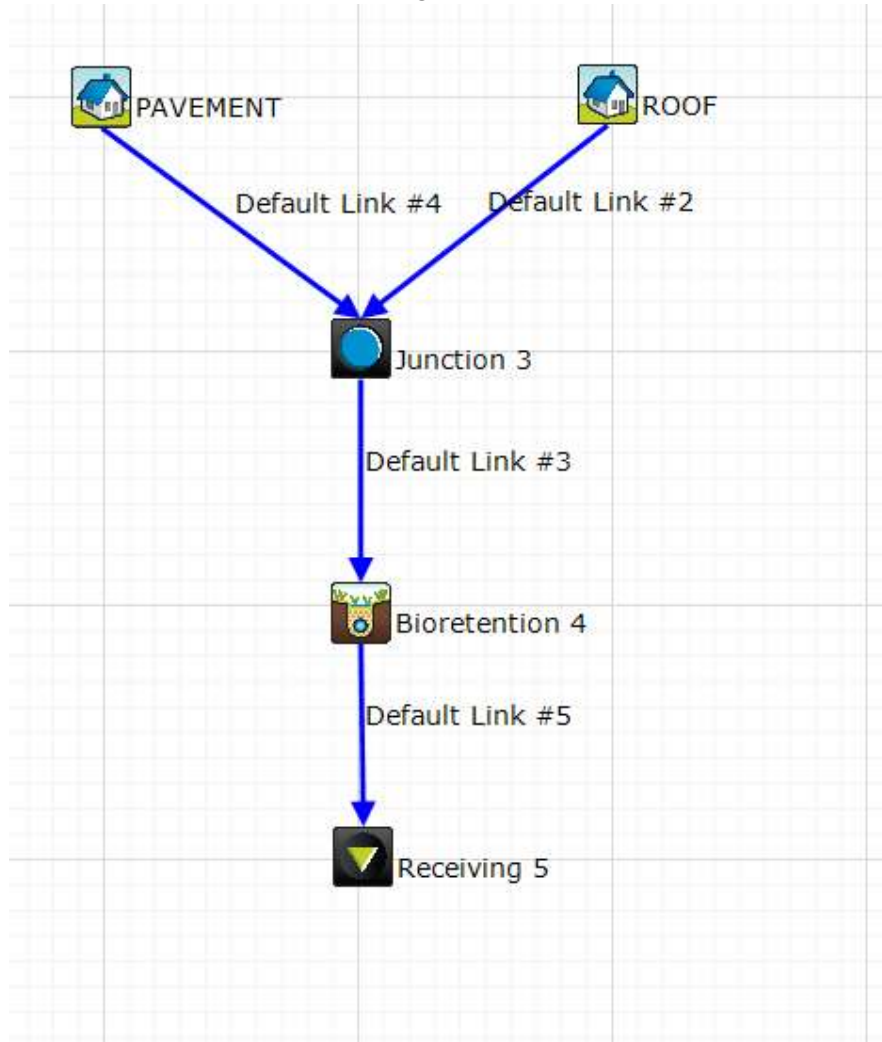 PAVEMENT
ROOF
Default Link #4
Default Link #2
Junction 3
Default Link #3
Bioretention 4
Default Link #5
Receiving 5